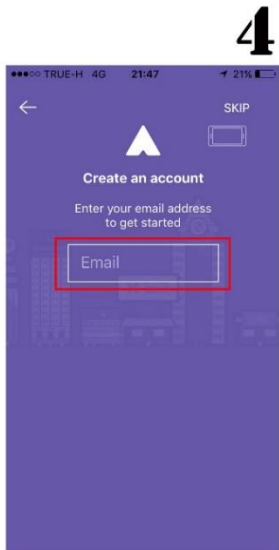 4
TRUE-H 4G 21:47 21%
SKIP
Create an account
Enter your email address
to get started
Email